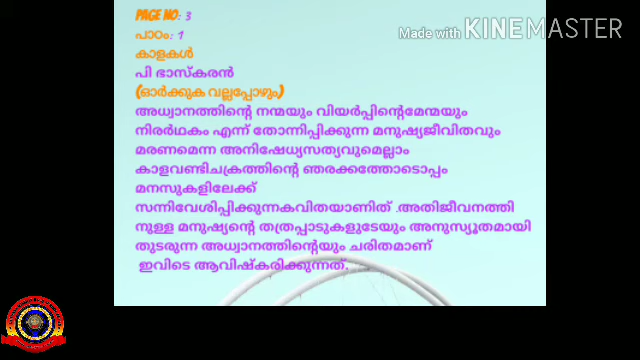 PAGE NO: 3
Made with KINEMASTER
പാഠം: 1
കാളകൾ
പി ഭാസ്കരൻ
(ഓർക്കുക വല്ലപ്പോഴും)
അധ്വാനത്തിന്റെ നന്മയും വിയർപ്പിന്റെമേന്മയും
നിരർഥകം എന്ന് തോന്നിപ്പിക്കുന്ന മനുഷ്യജീവിതവും
മരണമെന്ന അനിഷേധ്യസത്യവുമെല്ലാം
കാളവണ്ടിചക്രത്തിന്റെ ഞരക്കത്തോടൊപ്പം
മനസുകളിലേക്ക്
സന്നിവേശിപ്പിക്കുന്നകവിതയാണിത് .അതിജീവനത്തി
നുള്ള മനുഷ്യന്റെ തത്രപ്പാടുകളുടേയും അനുസ്യൂതമായി
തുടരുന്ന അധ്വാനത്തിന്റെയും ചരിതമാണ്
ഇവിടെ ആവിഷ്കരിക്കുന്നത്.